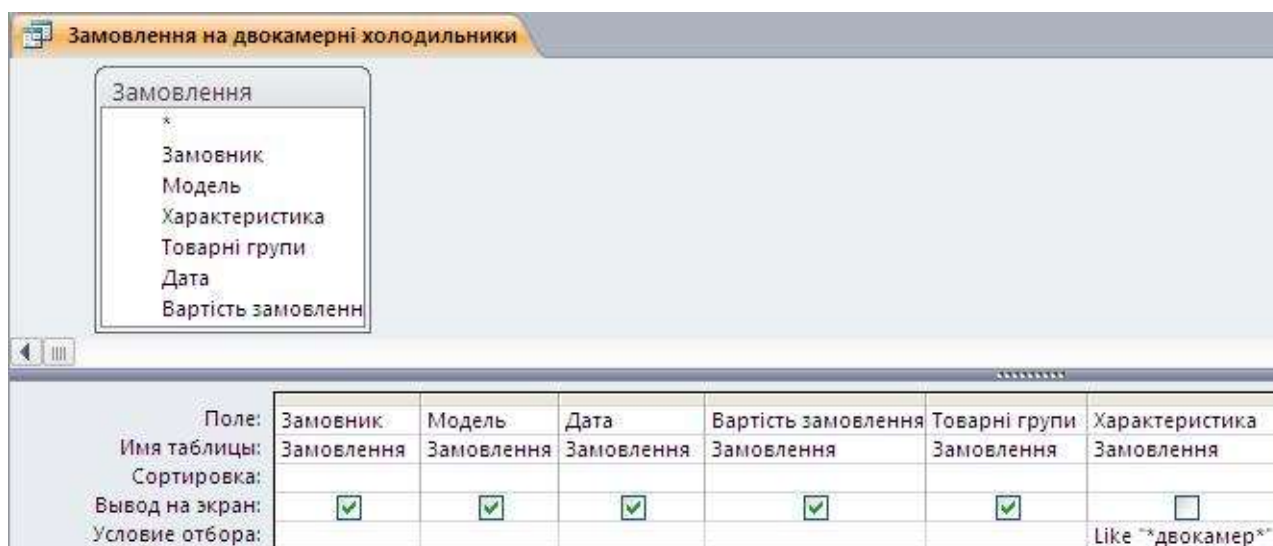 Замовлення на двокамерні холодильники
Замовлення
*
Замовник
Модель
Характеристика
Товарні групи
Дата
Вартість замовленн
Поле: Замовник Модель Дата Вартість замовлення Товарні групи Характеристика
Имя таблицы: Замовлення Замовлення Замовлення Замовлення Замовлення Замовлення
Сортировка:
Вывод на экран:
Условие отбора: Like "*двокамер*"